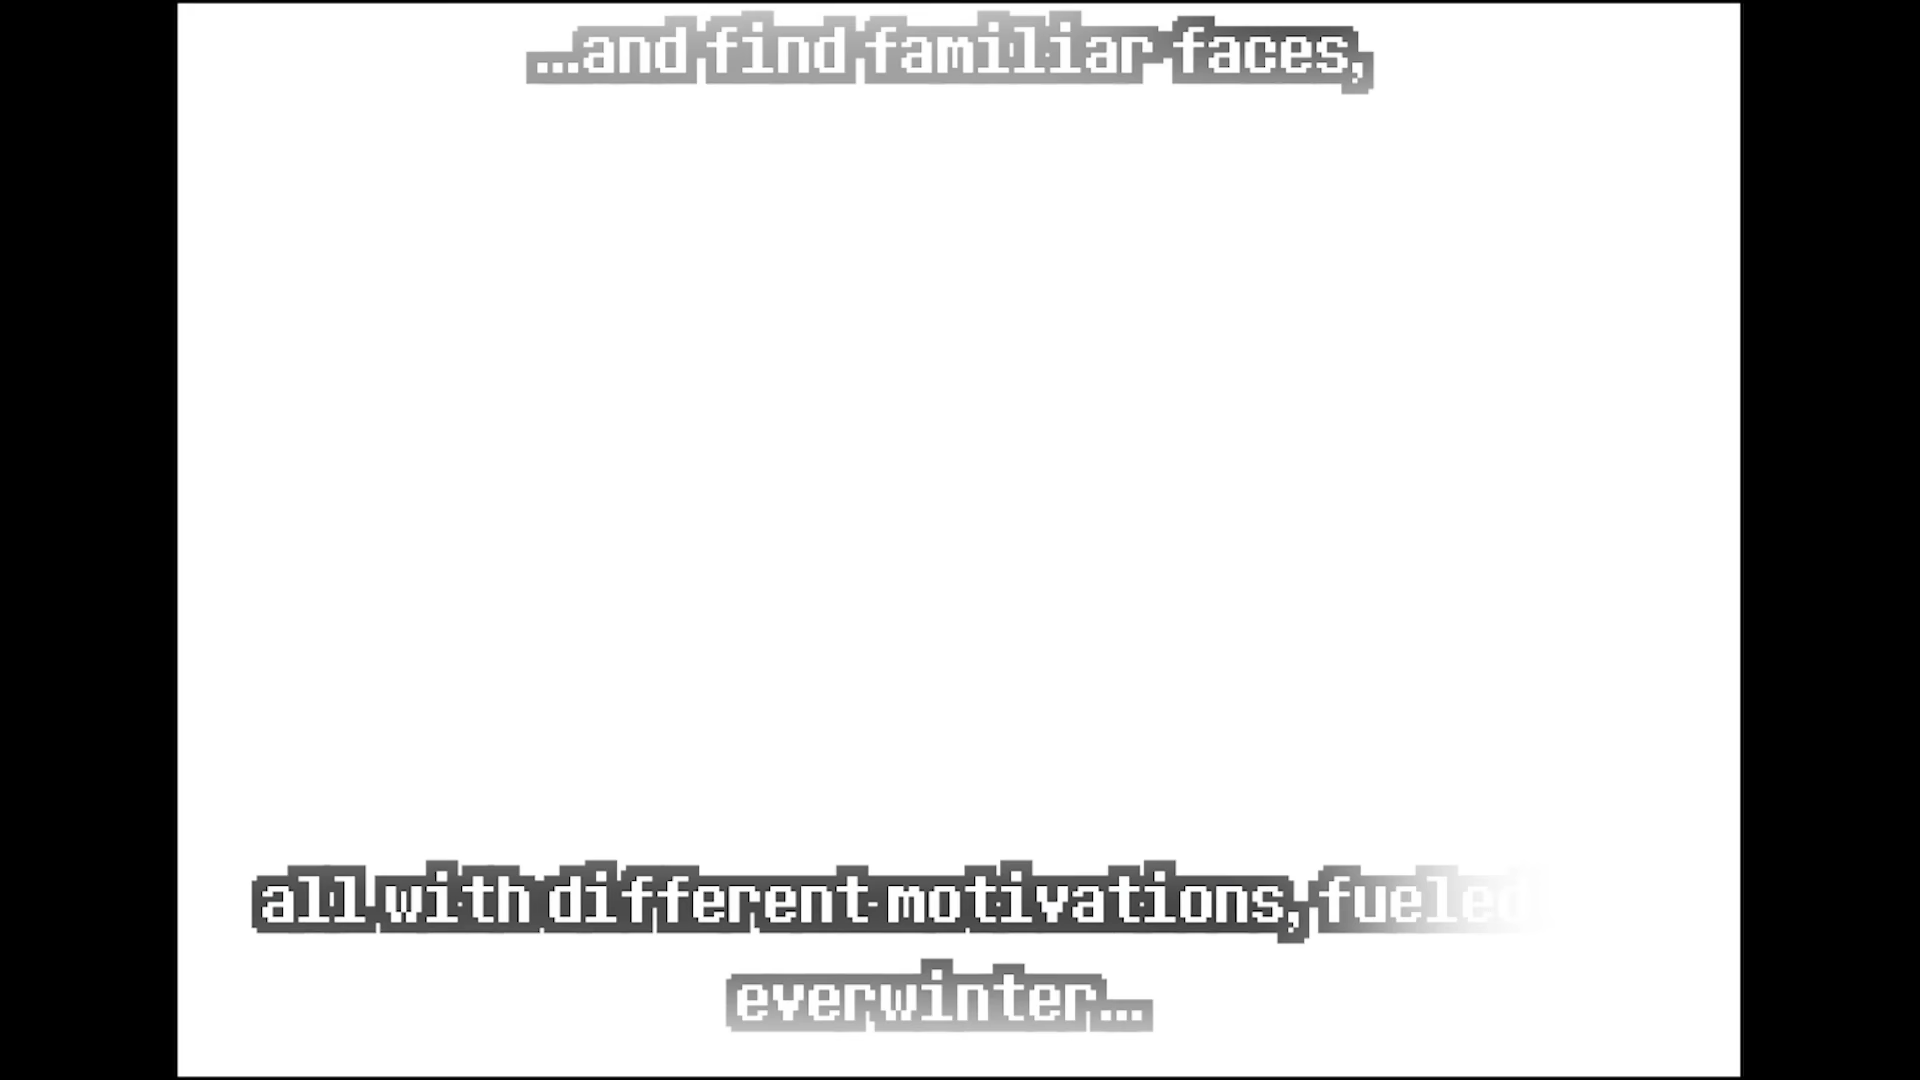 ...and find familiar faces,
all with different motivations, fueled
everwinter...